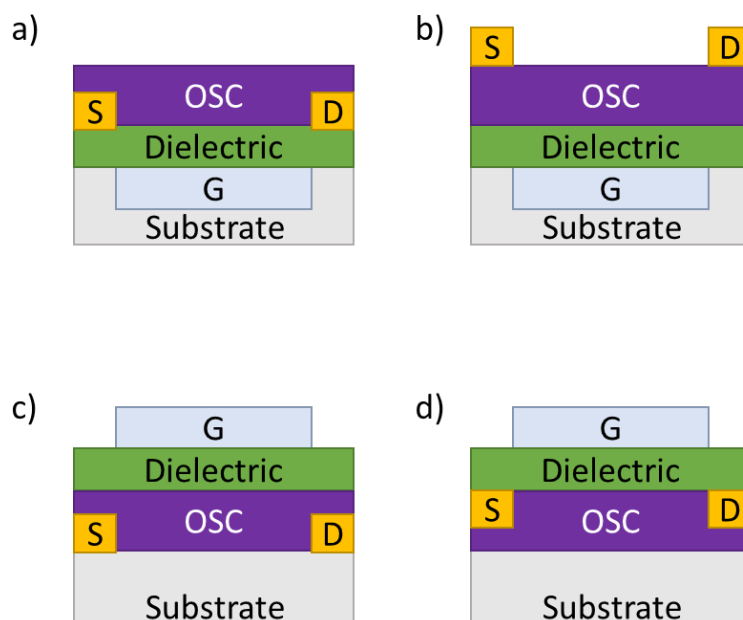 a)
OSC
S
D
Dielectric
G
Substrate
b)
S
D
OSC
Dielectric
G
Substrate
c)
G
Dielectric
OSC
S
D
Substrate
d)
G
Dielectric
S
OSC
D
Substrate